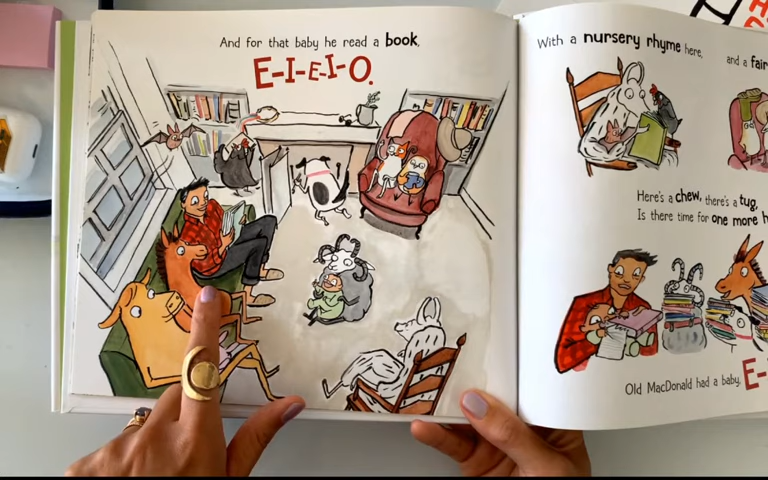 And for that baby he read a book,
E-I-E-I-O.
With a nursery rhyme here,
and a fair
Here's a chew, there's a tug,
Is there time for one more h
Old MacDonald had a baby,
E-